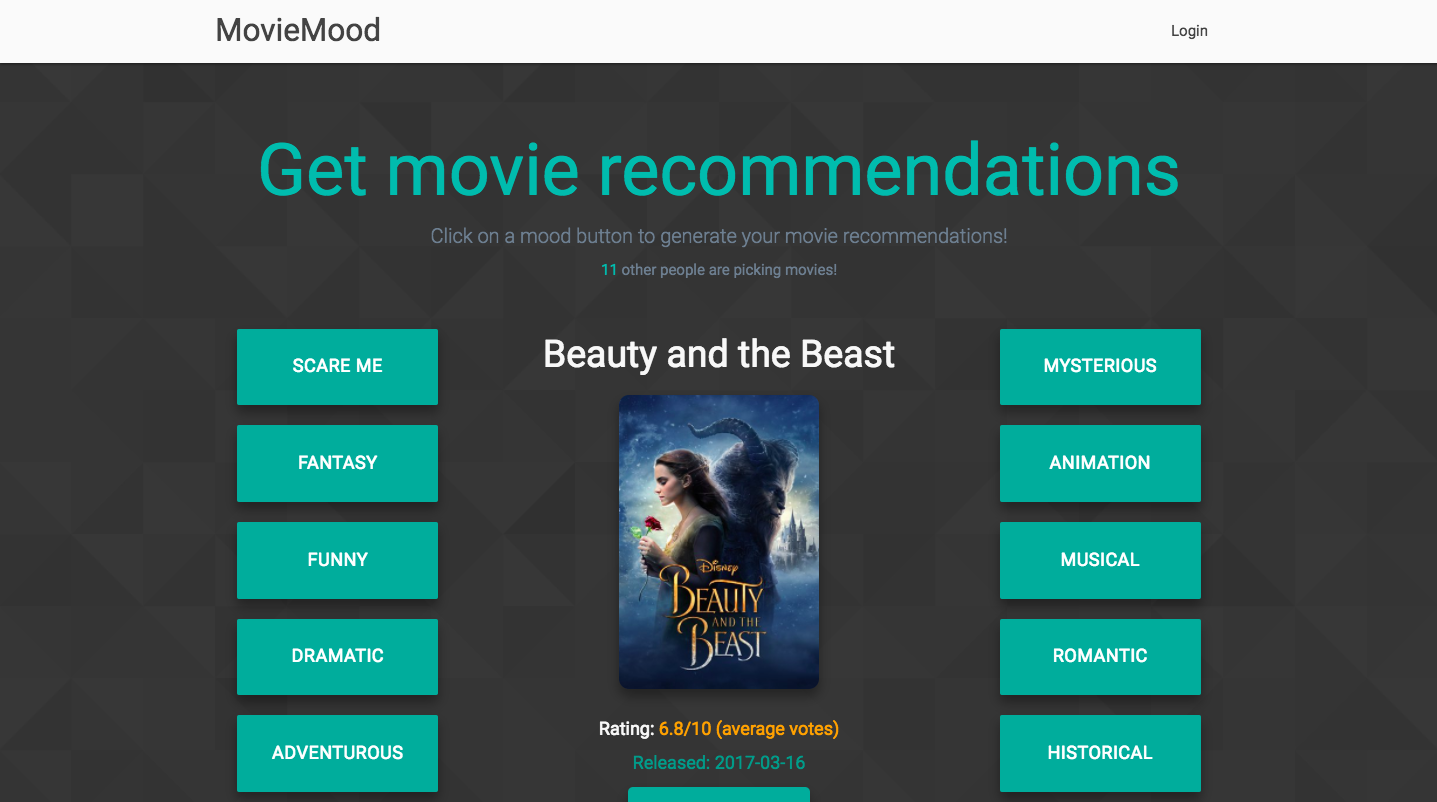 MovieMood
Login
Get movie recommendations
Click on a mood button to generate your movie recommendations!
11 other people are picking movies!
SCARE ME
FANTASY
FUNNY
DRAMATIC
ADVENTUROUS
Beauty and the Beast
Disney
BEAUTY
AND THE
BEAST
Rating: 6.8/10 (average votes)
Released: 2017-03-16
MYSTERIOUS
ANIMATION
MUSICAL
ROMANTIC
HISTORICAL